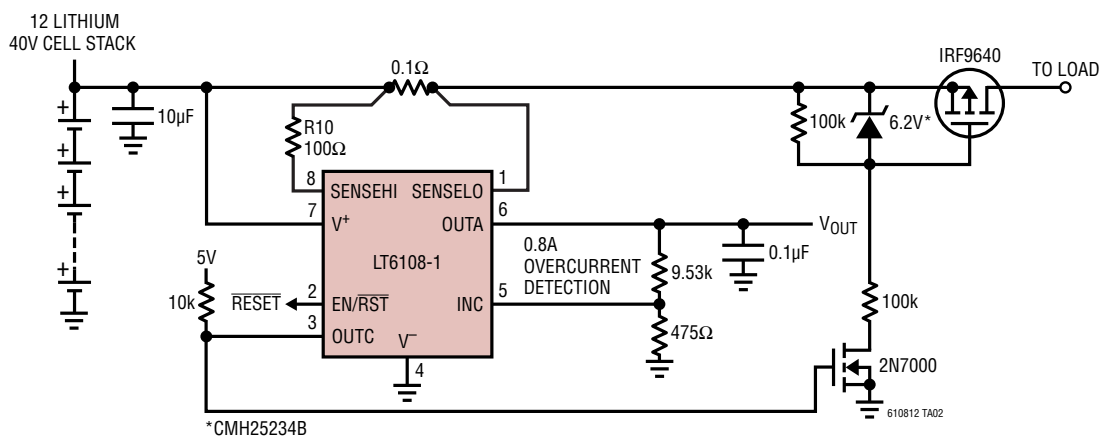 12 LITHIUM
40V CELL STACK
0.1Ω
IRF9640
TO LOAD
+
10µF
R10
100Ω
100k
6.2V*
+
8
SENSEHI
SENSELO
1
7
V+
OUTA
6
VOUT
+
LT6108-1
0.8A
OVERCURRENT
DETECTION
9.53k
0.1µF
5V
+
10k
RESET
2
EN/RST
INC
5
100k
3
OUTC
V−
475Ω
4
2N7000
610812 TA02
*CMH25234B